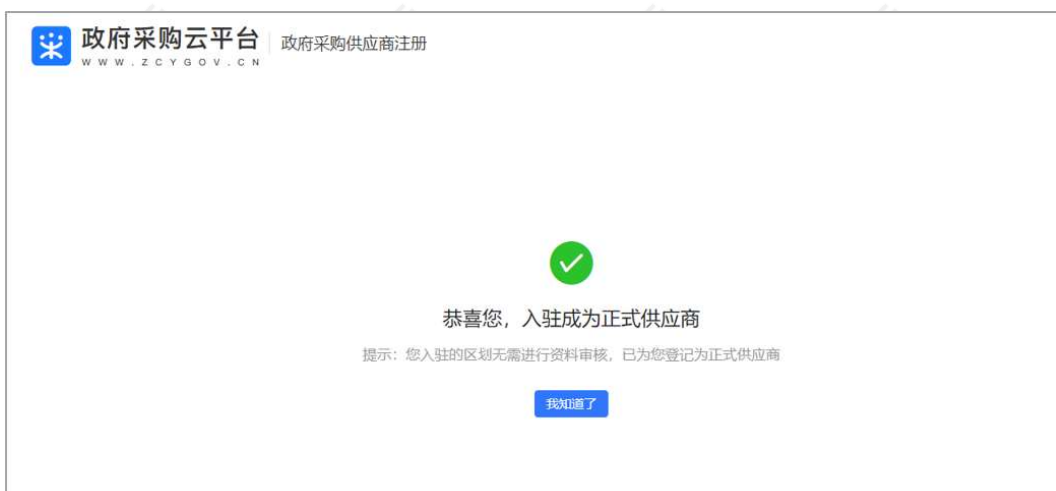 政府采购云平台
WWW.ZCYGOV.CN
政府采购供应商注册
恭喜您，入驻成为正式供应商
提示：您入驻的区划无需进行资料审核，已为您登记为正式供应商
我知道了